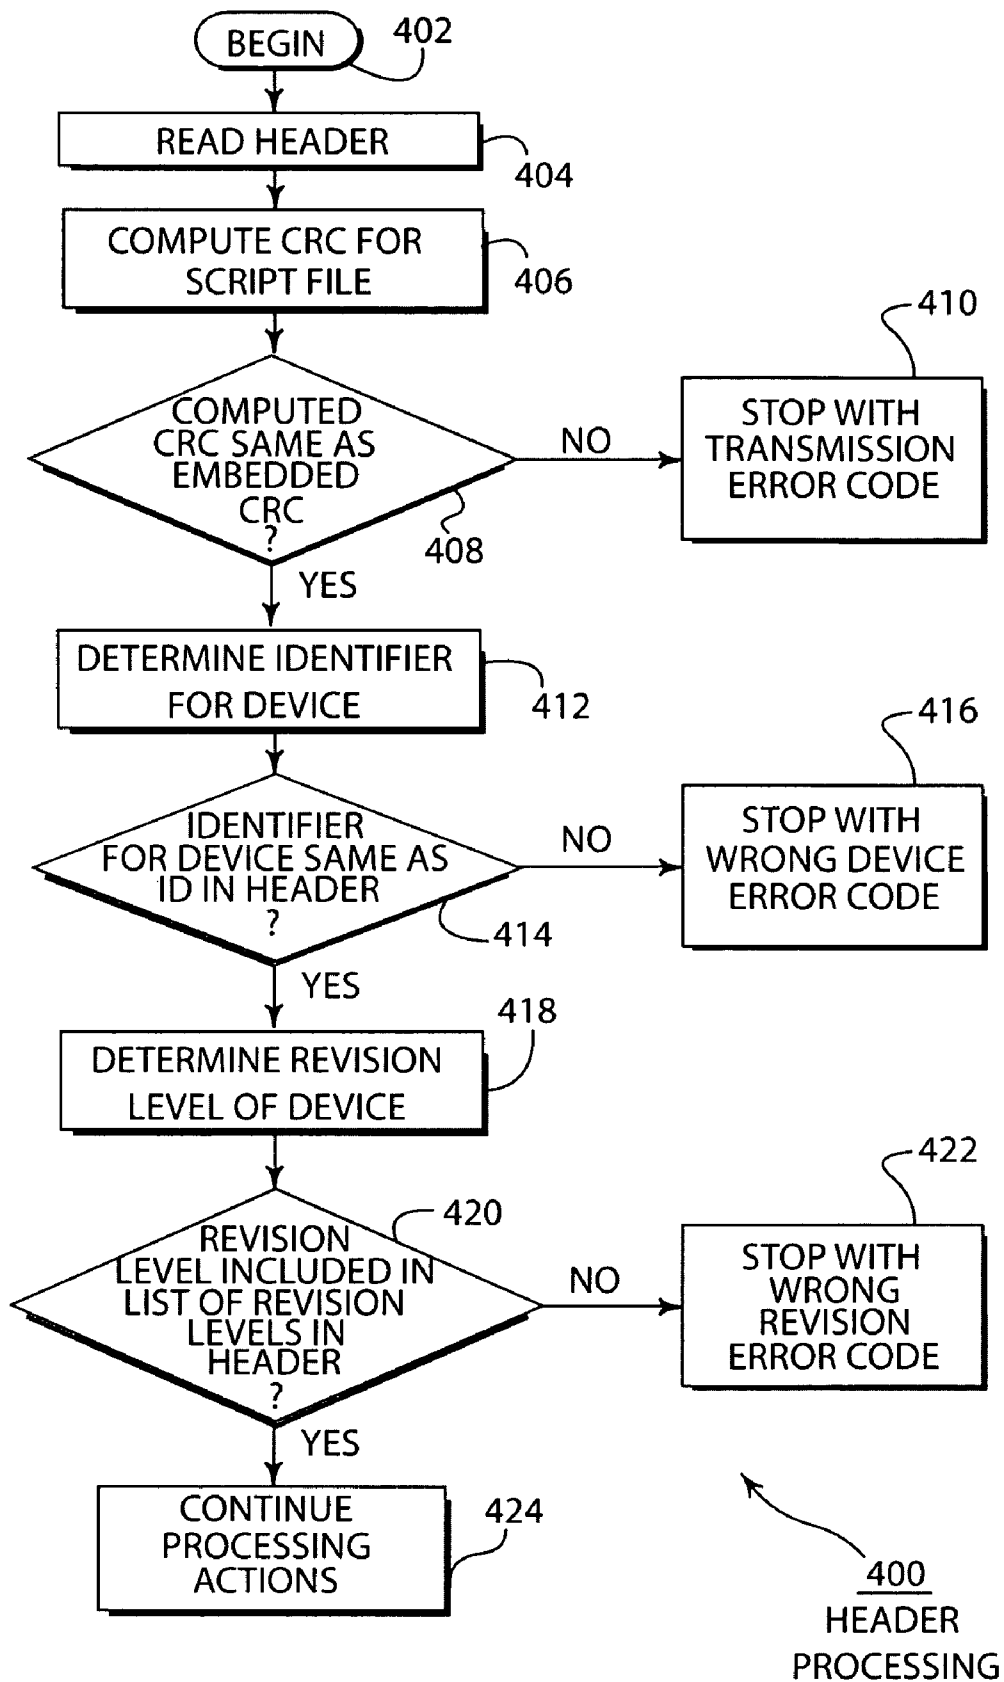 BEGIN
402
READ HEADER
404
COMPUTE CRC FOR
SCRIPT FILE
406
COMPUTED
CRC SAME AS
EMBEDDED
CRC
?
408
NO
410
STOP WITH
TRANSMISSION
ERROR CODE
YES
DETERMINE IDENTIFIER
FOR DEVICE
412
IDENTIFIER
FOR DEVICE SAME AS
ID IN HEADER
?
414
NO
416
STOP WITH
WRONG DEVICE
ERROR CODE
YES
DETERMINE REVISION
LEVEL OF DEVICE
418
REVISION
LEVEL INCLUDED IN
LIST OF REVISION
LEVELS IN
HEADER
?
420
NO
422
STOP WITH
WRONG
REVISION
ERROR CODE
YES
CONTINUE
PROCESSING
ACTIONS
424
400
HEADER
PROCESSING